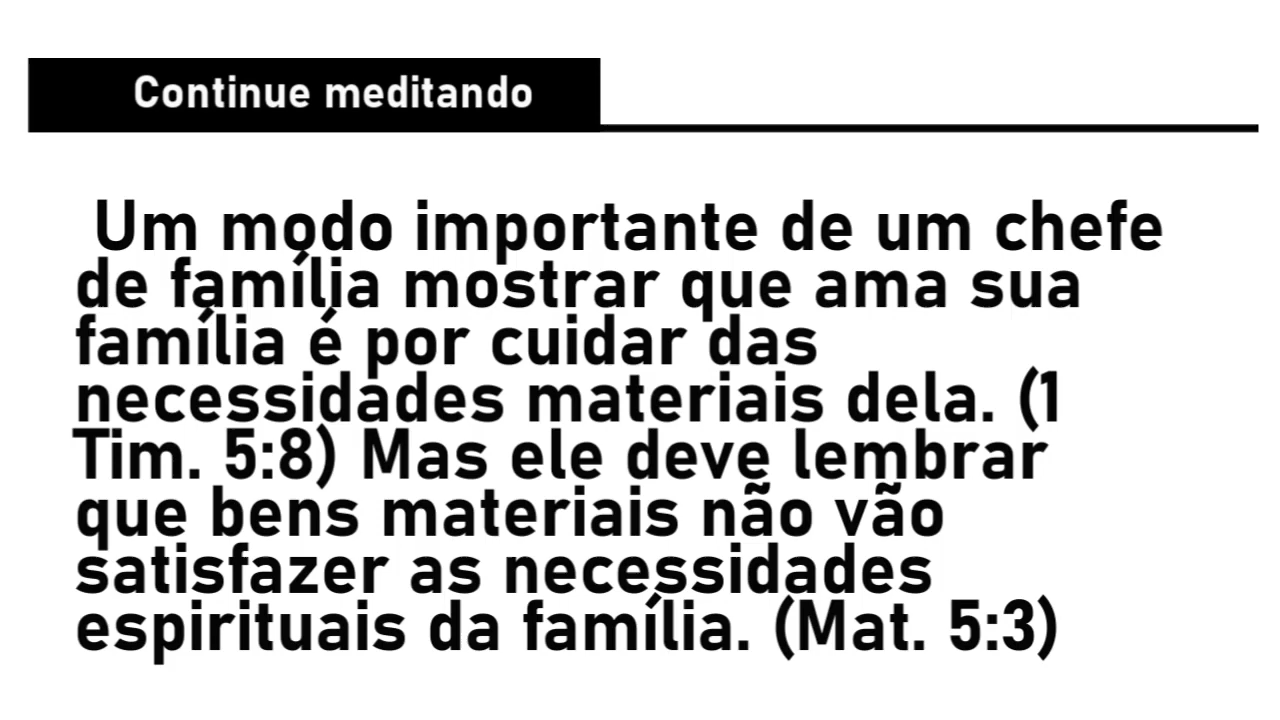 Continue meditando
Um modo importante de um chefe
de família mostrar que ama sua
família é por cuidar das
necessidades materiais dela. (1
Tim. 5:8) Mas ele deve lembrar
que bens materiais não vão
satisfazer as necessidades
espirituais da família. (Mat. 5:3)